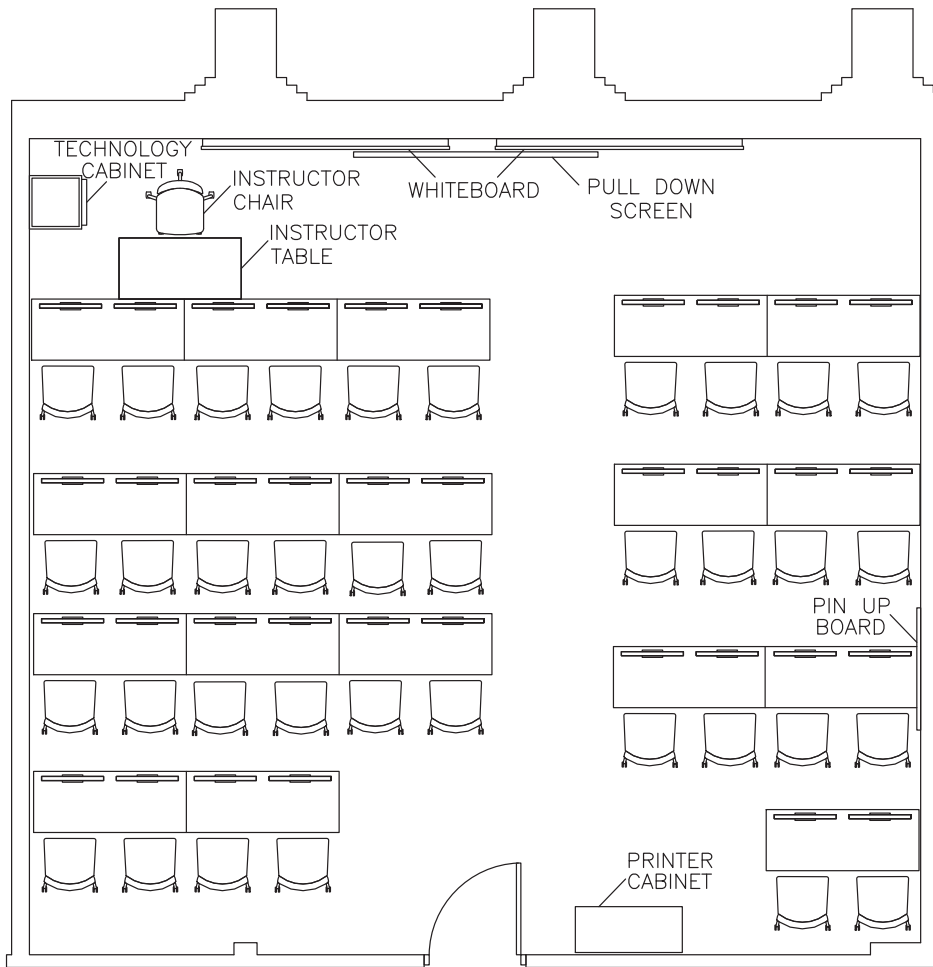 TECHNOLOGY
CABINET
INSTRUCTOR
CHAIR
WHITEBOARD
PULL DOWN
SCREEN
INSTRUCTOR
TABLE
PIN UP
BOARD
PRINTER
CABINET